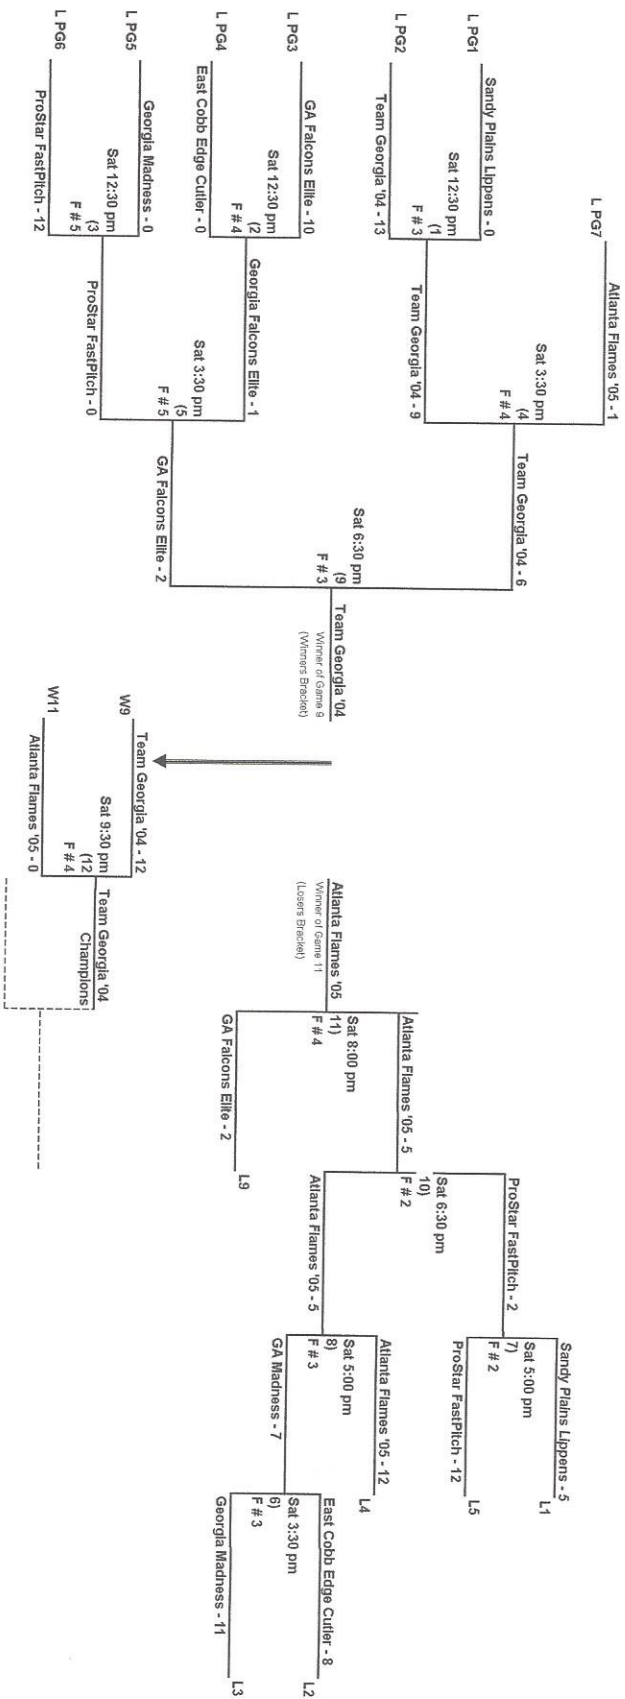 L PG7
Atlanta Flames '05 - 1
Sat 3:30 pm
(4
F # 4
L PG1
Sandy Plains Lippens - 0
Sat 12:30 pm
(1
F # 3
L PG2
Team Georgia '04 - 13
Team Georgia '04 - 9
Team Georgia '04 - 6
L PG3
GA Falcons Elite - 10
Sat 12:30 pm
(2
F # 4
L PG4
East Cobb Edge Cutler - 0
Georgia Falcons Elite - 1
Sat 3:30 pm
(5
F # 5
L PG5
Georgia Madness - 0
Sat 12:30 pm
(3
F # 5
L PG6
ProStar FastPitch - 12
ProStar FastPitch - 0
GA Falcons Elite - 2
Sat 6:30 pm
(9
F # 3
Team Georgia '04
Winner of Game 9
(Winners Bracket)
W9
Team Georgia '04 - 12
Sat 9:30 pm
(12
F # 4
W11
Atlanta Flames '05 - 0
Team Georgia '04
Champions
Atlanta Flames '05
Winner of Game 11
(Losers Bracket)
Atlanta Flames '05 - 5
Sat 8:00 pm
11)
F # 4
GA Falcons Elite - 2
L9
ProStar FastPitch - 2
Sat 6:30 pm
10)
F # 2
Atlanta Flames '05 - 5
Sandy Plains Lippens - 5
L1
Sat 5:00 pm
7)
F # 2
ProStar FastPitch - 12
L5
Atlanta Flames '05 - 12
L4
Sat 5:00 pm
8)
F # 3
GA Madness - 7
East Cobb Edge Cutler - 8
L2
Sat 3:30 pm
6)
F # 3
Georgia Madness - 11
L3